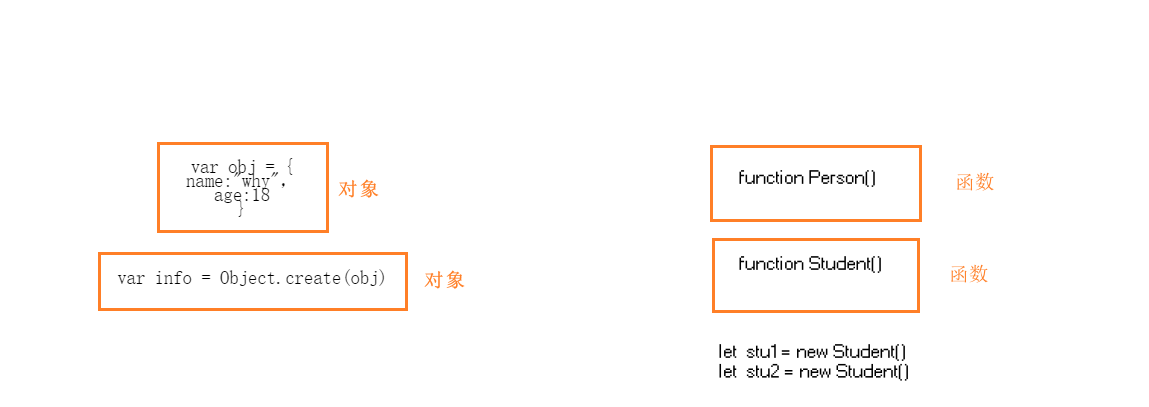 var obj = {
name:"why",
age:18
}
对象
var info = Object.create(obj)
对象
function Person()
函数
function Student()
函数
let stu1 = new Student()
let stu2 = new Student()